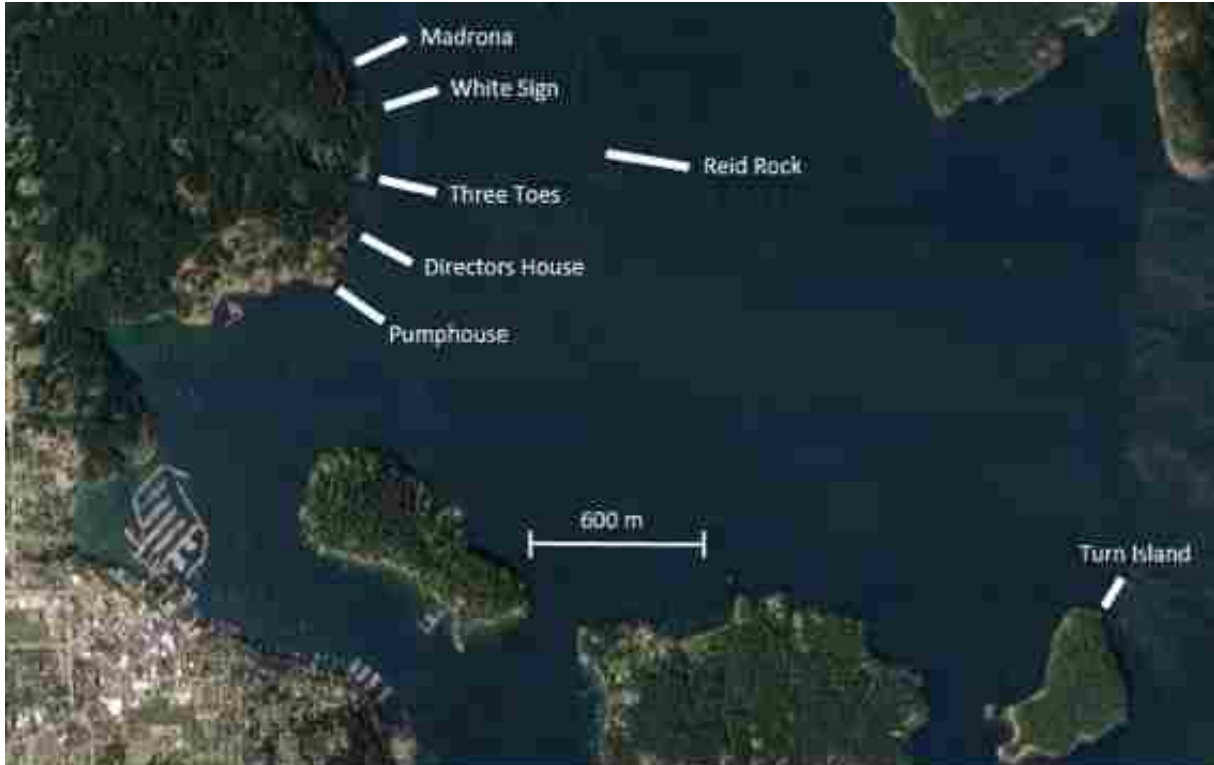 Madrona
White Sign
Reid Rock
Three Toes
Directors House
Pumphouse
600 m
Turn Island